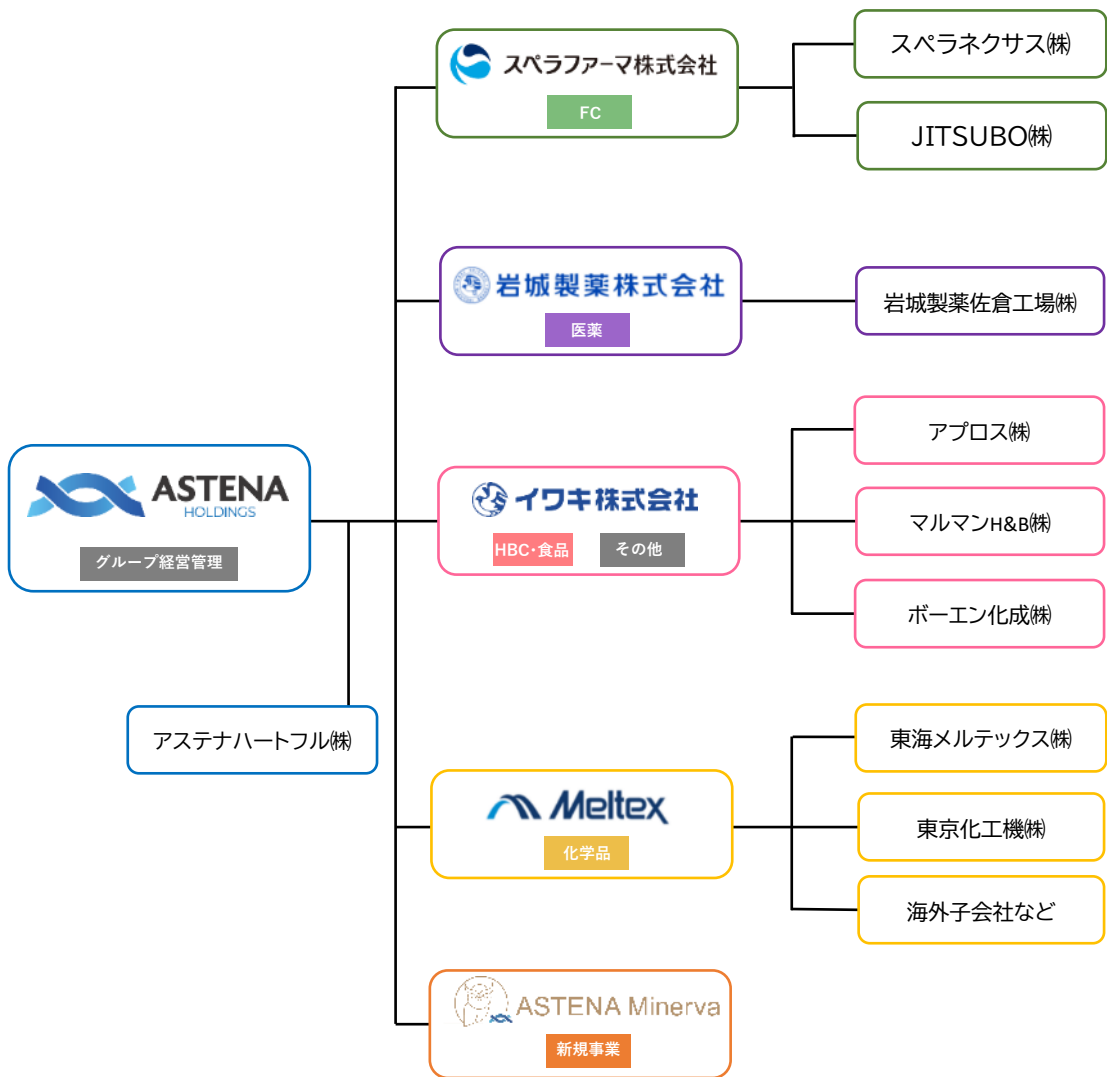 スペラファーマ株式会社
FC
スペラネクサス㈱
JITSUBO㈱
岩城製薬株式会社
医薬
岩城製薬佐倉工場㈱
ASTENA
HOLDINGS
グループ経営管理
イワキ株式会社
HBC・食品
その他
アプロス㈱
マルマンH&B㈱
ボーエン化成㈱
アステナハートフル㈱
Meltex
化学品
東海メルテックス㈱
東京化工機㈱
海外子会社など
ASTENA Minerva
新規事業